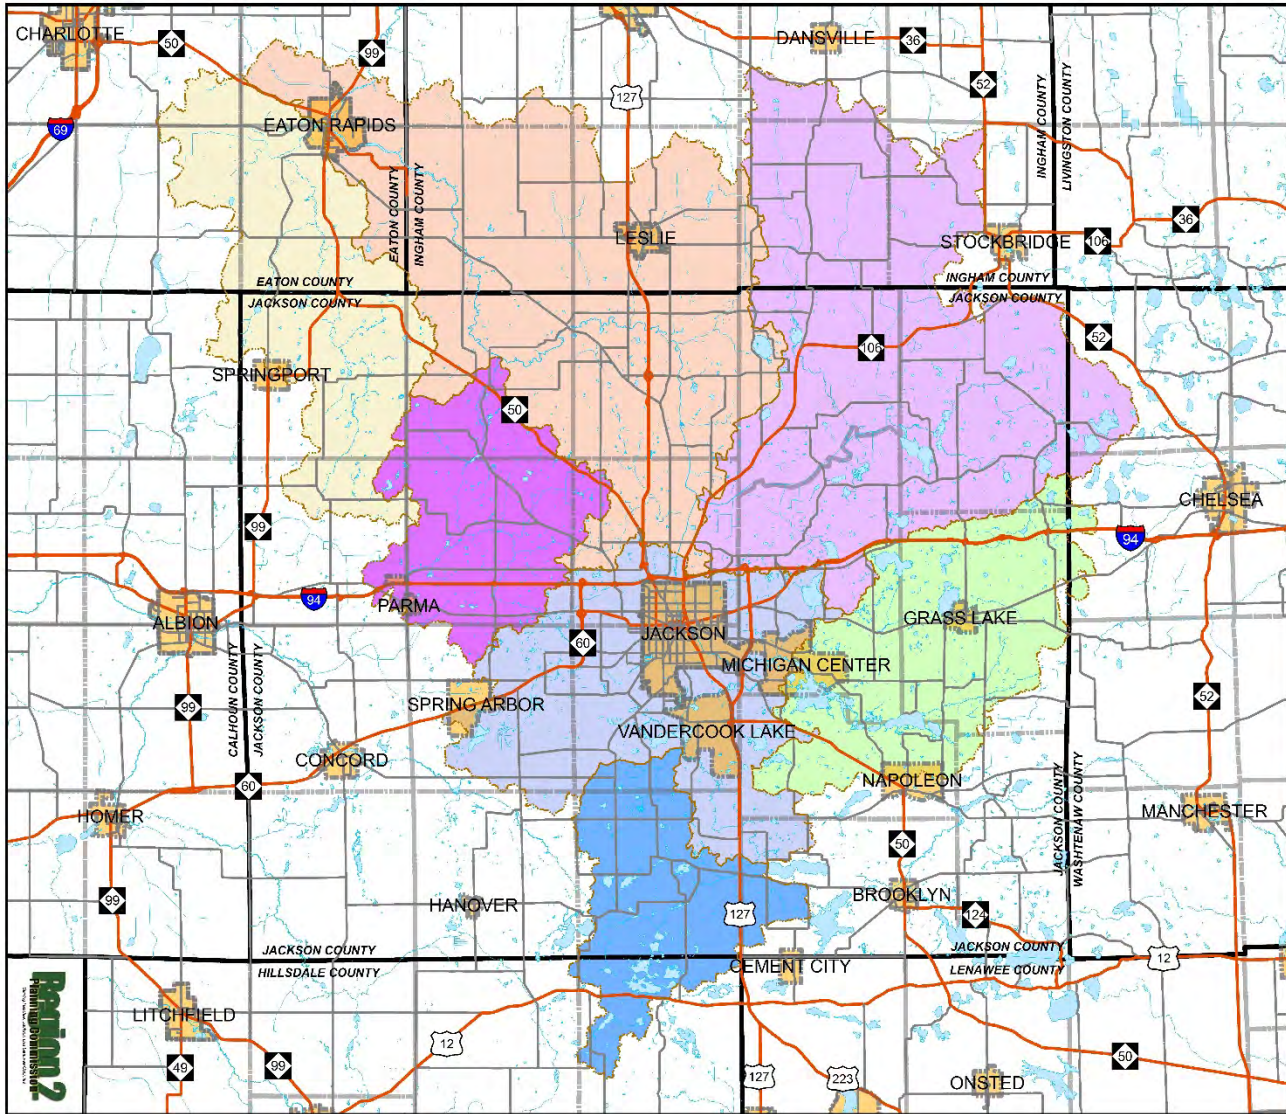 CHARLOTTE
50
99
127
DANSVILLE
36
52
69
EATON RAPIDS
INGHAM COUNTY
LIVINGSTON COUNTY
EATON COUNTY
INGHAM COUNTY
LESLIE
STOCKBRIDGE
106
36
EATON COUNTY
JACKSON COUNTY
INGHAM COUNTY
JACKSON COUNTY
106
52
SPRINGPORT
50
CHELSEA
99
94
94
PARMA
ALBION
60
JACKSON
GRASS LAKE
MICHIGAN CENTER
99
SPRING ARBOR
52
CALHOUN COUNTY
JACKSON COUNTY
VANDERCOOK LAKE
CONCORD
60
NAPOLEON
HOMER
MANCHESTER
JACKSON COUNTY
WASHTENAW COUNTY
50
99
HANOVER
127
BROOKLYN
124
JACKSON COUNTY
HILLSDALE COUNTY
CEMENT CITY
JACKSON COUNTY
LENAWEE COUNTY
12
Region 2
Planning Commission
LITCHFIELD
12
49
99
127
223
ONSTED
50